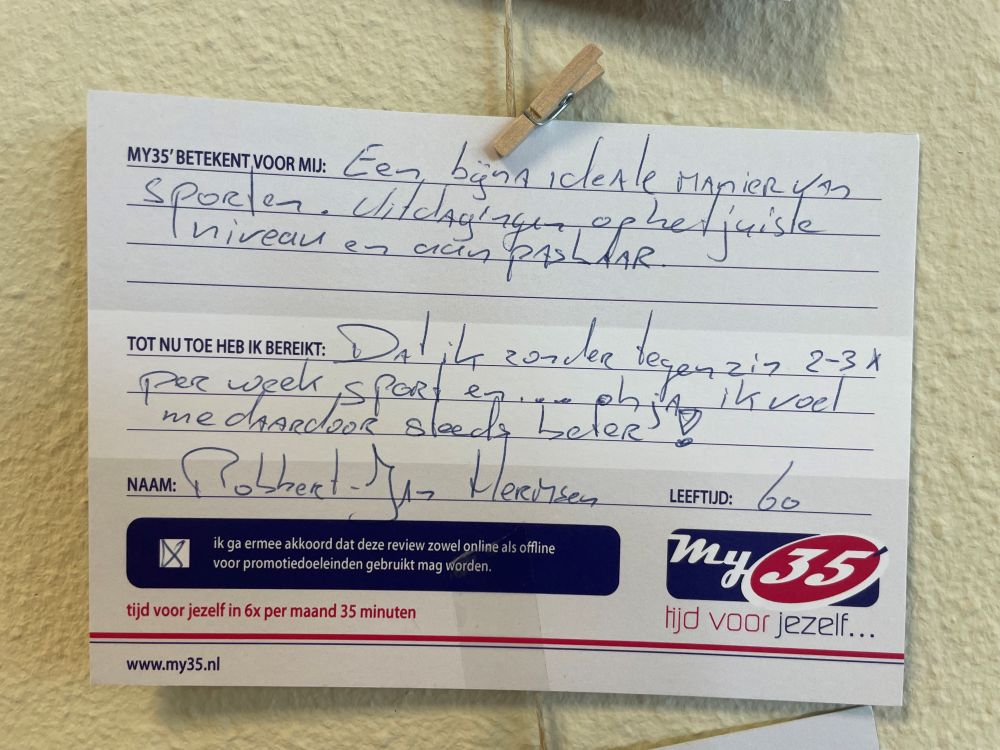 MY35' BETEKENT VOOR MIJ: Een bijna ideale manier van
sporten. Uitdagingen op het juiste
niveau en aanpasbaar.
TOT NU TOE HEB IK BEREIKT: Dat ik zonder tegenzin 2-3 x
per week sport en.... oh ja, ik voel
me daardoor steeds beter!
NAAM: Robbert-Jan LEEFTIJD: 60
ik ga ermee akkoord dat deze review zowel online als offline
voor promotiedoeleinden gebruikt mag worden.
My 35'
tijd voor jezelf...
tijd voor jezelf in 6x per maand 35 minuten
www.my35.nl